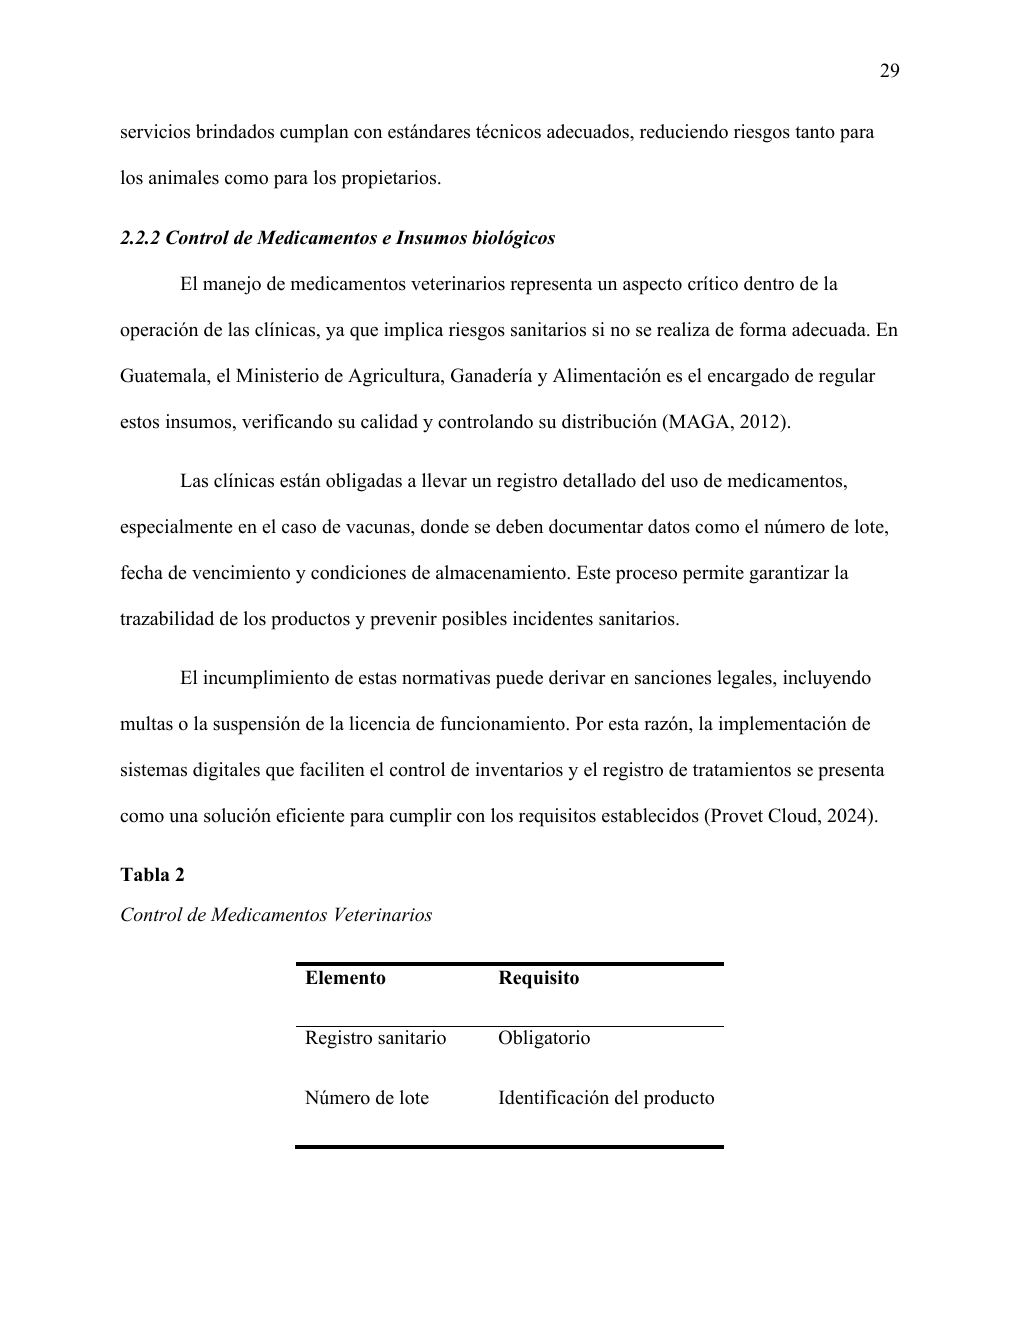 29
servicios brindados cumplan con estándares técnicos adecuados, reduciendo riesgos tanto para
los animales como para los propietarios.
2.2.2 Control de Medicamentos e Insumos biológicos
El manejo de medicamentos veterinarios representa un aspecto crítico dentro de la
operación de las clínicas, ya que implica riesgos sanitarios si no se realiza de forma adecuada. En
Guatemala, el Ministerio de Agricultura, Ganadería y Alimentación es el encargado de regular
estos insumos, verificando su calidad y controlando su distribución (MAGA, 2012).
Las clínicas están obligadas a llevar un registro detallado del uso de medicamentos,
especialmente en el caso de vacunas, donde se deben documentar datos como el número de lote,
fecha de vencimiento y condiciones de almacenamiento. Este proceso permite garantizar la
trazabilidad de los productos y prevenir posibles incidentes sanitarios.
El incumplimiento de estas normativas puede derivar en sanciones legales, incluyendo
multas o la suspensión de la licencia de funcionamiento. Por esta razón, la implementación de
sistemas digitales que faciliten el control de inventarios y el registro de tratamientos se presenta
como una solución eficiente para cumplir con los requisitos establecidos (Provet Cloud, 2024).
Tabla 2
Control de Medicamentos Veterinarios
Elemento Requisito
Registro sanitario Obligatorio
Número de lote Identificación del producto